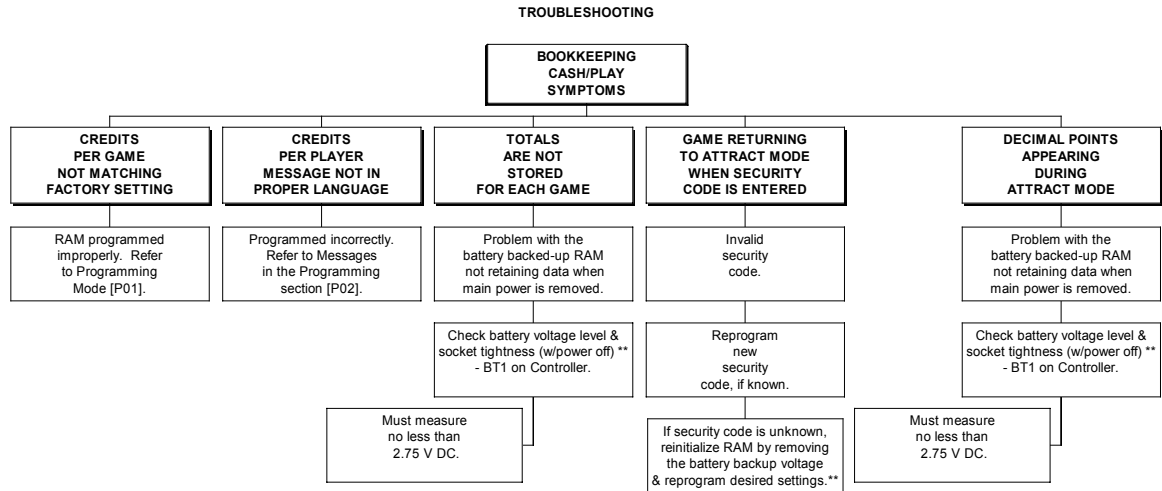 TROUBLESHOOTING
BOOKKEEPING
CASH/PLAY
SYMPTOMS
CREDITS
PER GAME
NOT MATCHING
FACTORY SETTING
RAM programmed
improperly. Refer
to Programming
Mode [P01].
CREDITS
PER PLAYER
MESSAGE NOT IN
PROPER LANGUAGE
Programmed incorrectly.
Refer to Messages
in the Programming
section [P02].
TOTALS
ARE NOT
STORED
FOR EACH GAME
Problem with the
battery backed-up RAM
not retaining data when
main power is removed.
Check battery voltage level &
socket tightness (w/power off) **
- BT1 on Controller.
Must measure
no less than
2.75 V DC.
GAME RETURNING
TO ATTRACT MODE
WHEN SECURITY
CODE IS ENTERED
Invalid
security
code.
Reprogram
new
security
code, if known.
If security code is unknown,
reinitialize RAM by removing
the battery backup voltage
& reprogram desired settings.**
DECIMAL POINTS
APPEARING
DURING
ATTRACT MODE
Problem with the
battery backed-up RAM
not retaining data when
main power is removed.
Check battery voltage level &
socket tightness (w/power off) **
- BT1 on Controller.
Must measure
no less than
2.75 V DC.